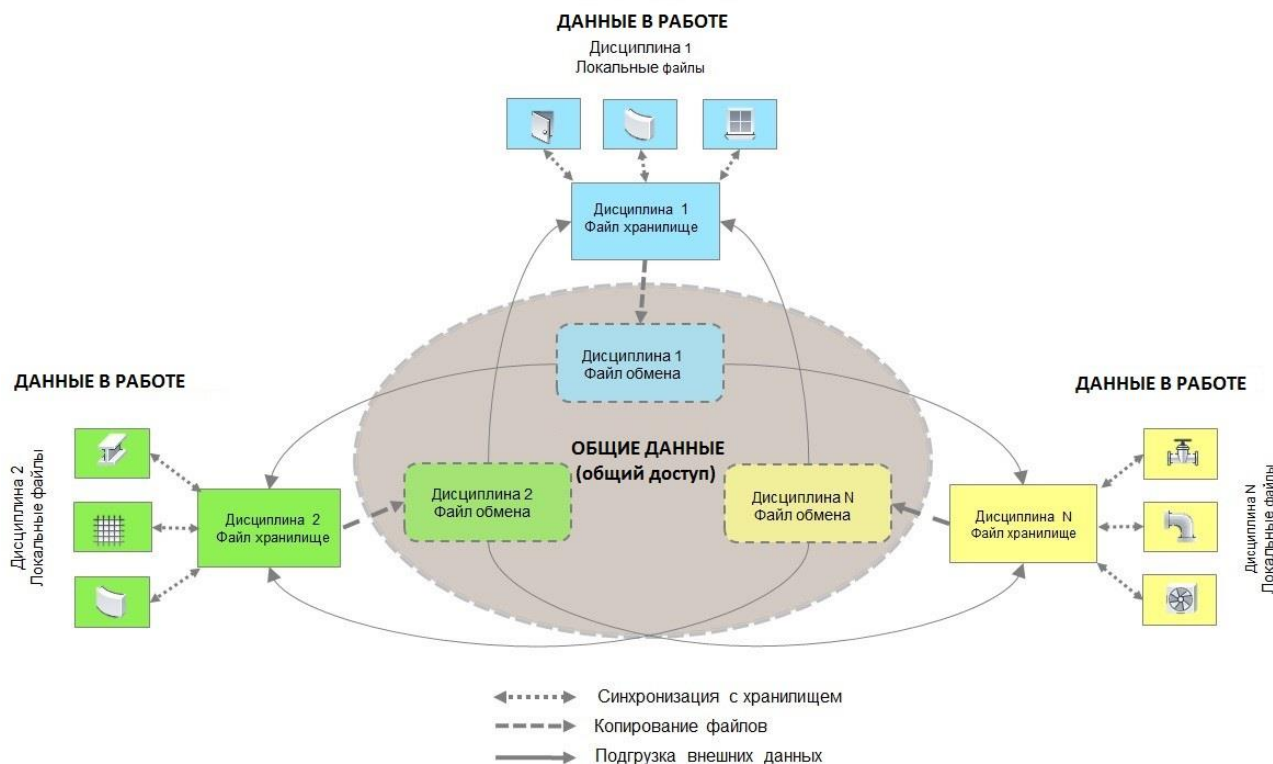 ДАННЫЕ В РАБОТЕ
Дисциплина 1
Локальные файлы
Дисциплина 1
Файл хранилище
Дисциплина 1
Файл обмена
ДАННЫЕ В РАБОТЕ
Дисциплина 2
Локальные файлы
Дисциплина 2
Файл хранилище
Дисциплина 2
Файл обмена
ОБЩИЕ ДАННЫЕ
(общий доступ)
Дисциплина N
Файл обмена
Дисциплина N
Файл хранилище
ДАННЫЕ В РАБОТЕ
Дисциплина N
Локальные файлы
Синхронизация с хранилищем
Копирование файлов
Подгрузка внешних данных